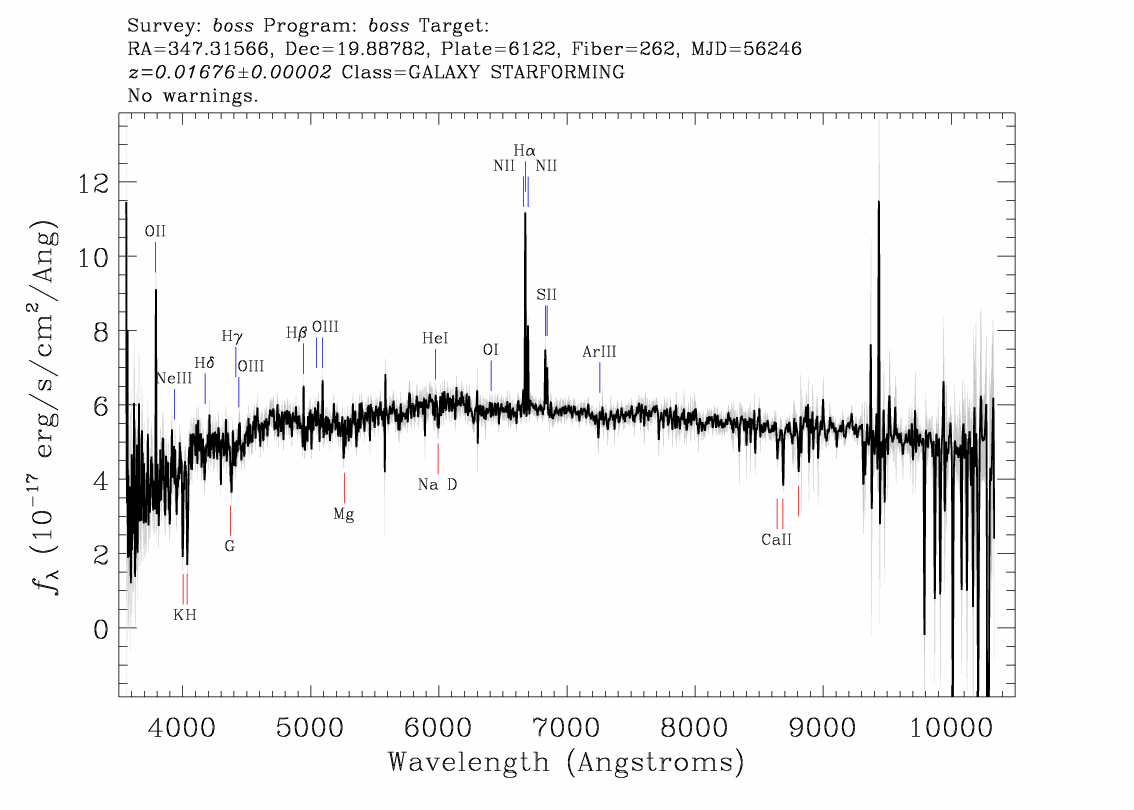 Survey: boss Program: boss Target:
RA=347.31566, Dec=19.88782, Plate=6122, Fiber=262, MJD=56246
z=0.01676±0.00002 Class=GALAXY STARFORMING
No warnings.
Hα
NII NII
12
OII
10
SII
Hβ OIII
8
Hγ
HeI
OI
ArIII
Hδ
OIII
NeIII
6
4
Na D
Mg
G
CaII
2
KH
0
fλ (10⁻¹⁷ erg/s/cm²/Ang)
4000 5000 6000 7000 8000 9000 10000
Wavelength (Angstroms)